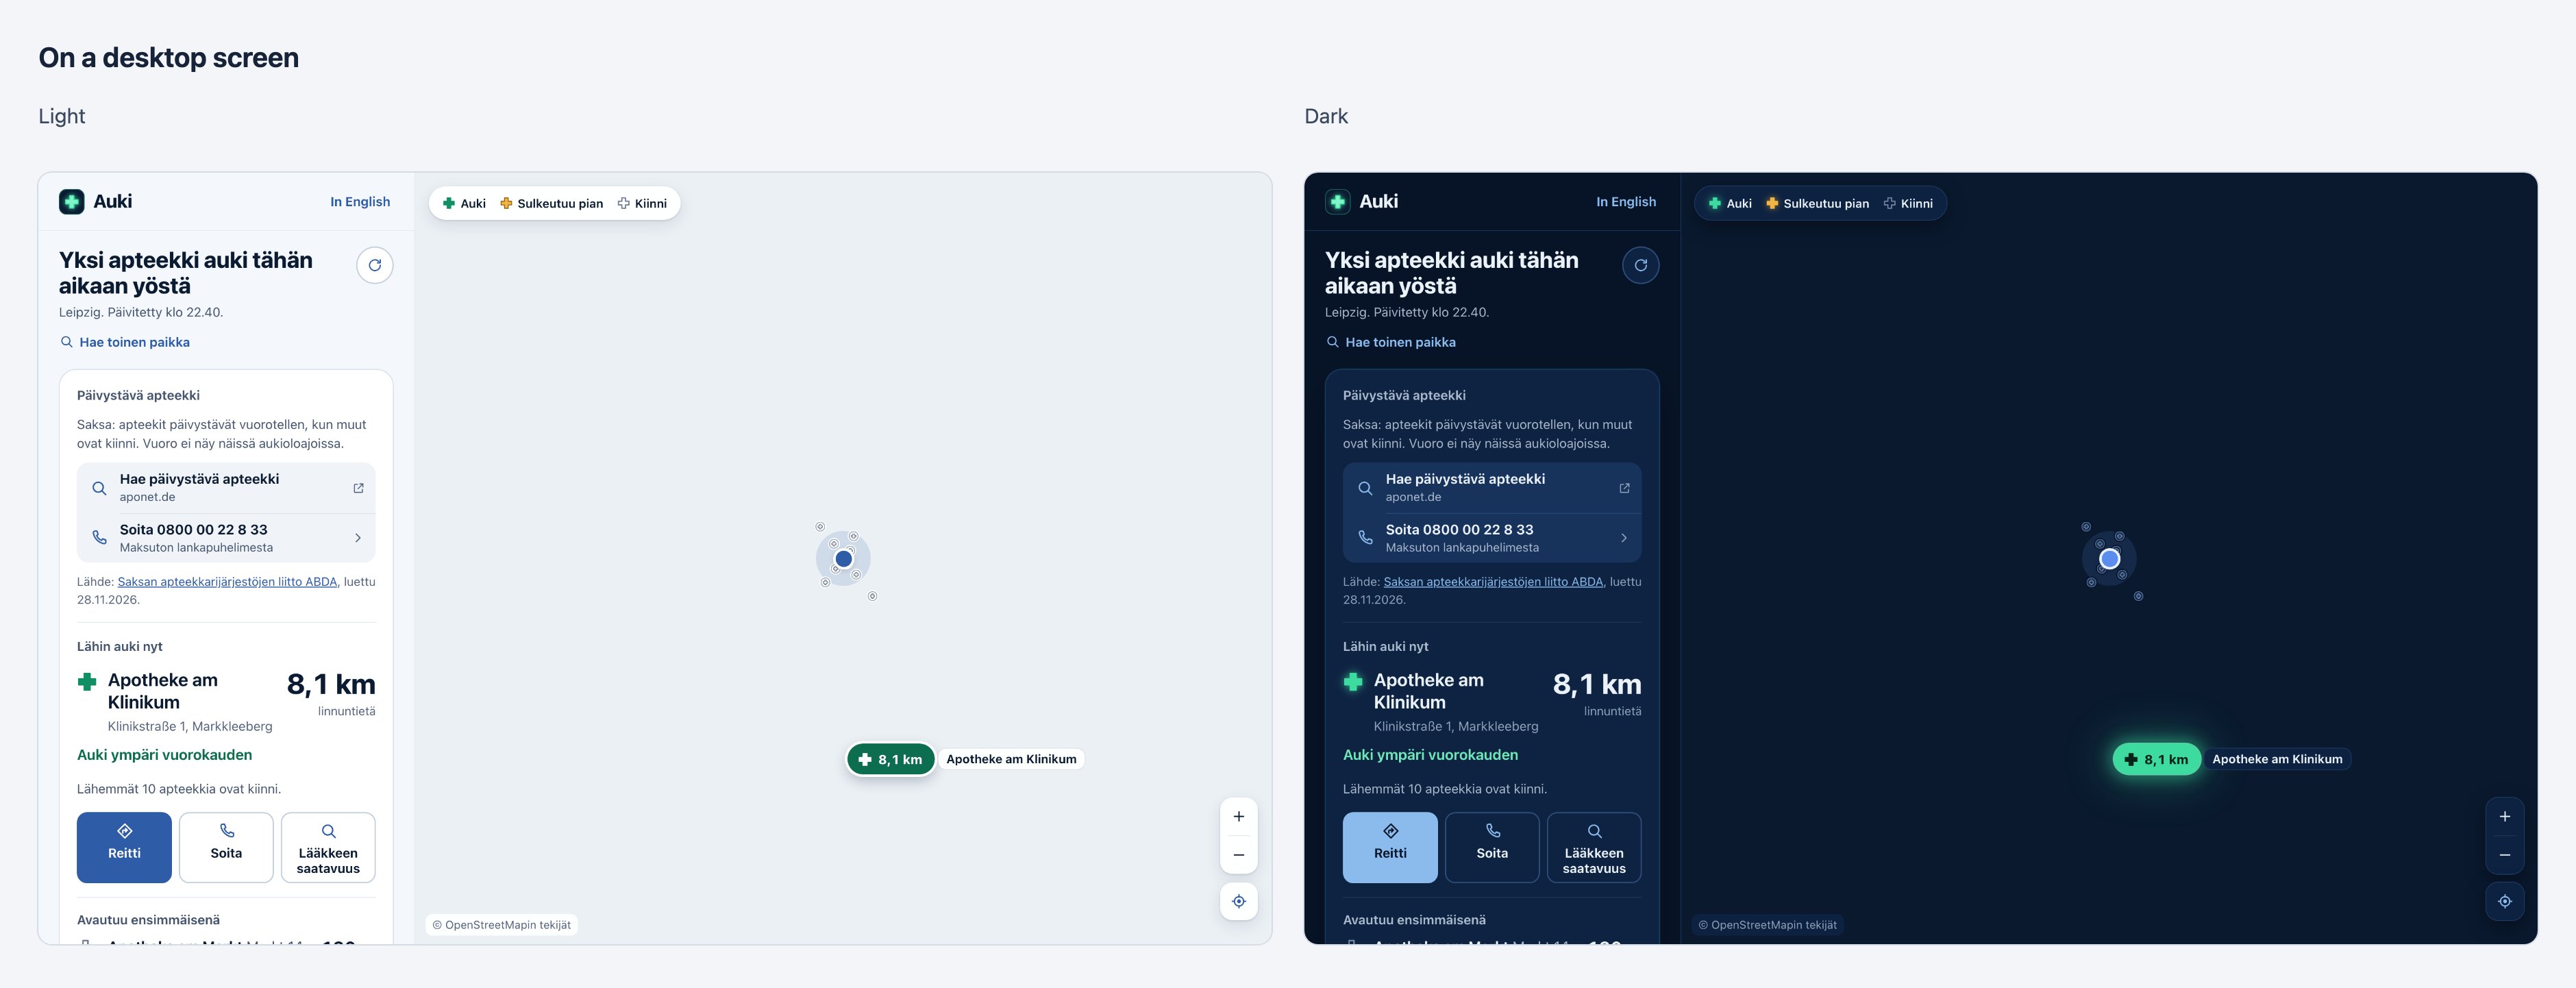 On a desktop screen
Light
Auki
In English
Auki
Sulkeutuu pian
Kiinni
Yksi apteekki auki tähän
aikaan yöstä
Leipzig. Päivitetty klo 22.40.
Hae toinen paikka
Päivystävä apteekki
Saksa: apteekit päivystävät vuorotellen, kun muut
ovat kiinni. Vuoro ei näy näissä aukioloajoissa.
Hae päivystävä apteekki
aponet.de
Soita 0800 00 22 8 33
Maksuton lankapuhelimesta
Lähde: Saksan apteekkarijärjestöjen liitto ABDA, luettu
28.11.2026.
Lähin auki nyt
Apotheke am
Klinikum
8,1 km
linnuntietä
Klinikstraße 1, Markkleeberg
Auki ympäri vuorokauden
Lähemmät 10 apteekkia ovat kiinni.
Reitti
Soita
Lääkkeen
saatavuus
Avautuu ensimmäisenä
8,1 km
Apotheke am Klinikum
+
−
© OpenStreetMapin tekijät
Dark
Auki
In English
Auki
Sulkeutuu pian
Kiinni
Yksi apteekki auki tähän
aikaan yöstä
Leipzig. Päivitetty klo 22.40.
Hae toinen paikka
Päivystävä apteekki
Saksa: apteekit päivystävät vuorotellen, kun muut
ovat kiinni. Vuoro ei näy näissä aukioloajoissa.
Hae päivystävä apteekki
aponet.de
Soita 0800 00 22 8 33
Maksuton lankapuhelimesta
Lähde: Saksan apteekkarijärjestöjen liitto ABDA, luettu
28.11.2026.
Lähin auki nyt
Apotheke am
Klinikum
8,1 km
linnuntietä
Klinikstraße 1, Markkleeberg
Auki ympäri vuorokauden
Lähemmät 10 apteekkia ovat kiinni.
Reitti
Soita
Lääkkeen
saatavuus
Avautuu ensimmäisenä
8,1 km
Apotheke am Klinikum
+
−
© OpenStreetMapin tekijät